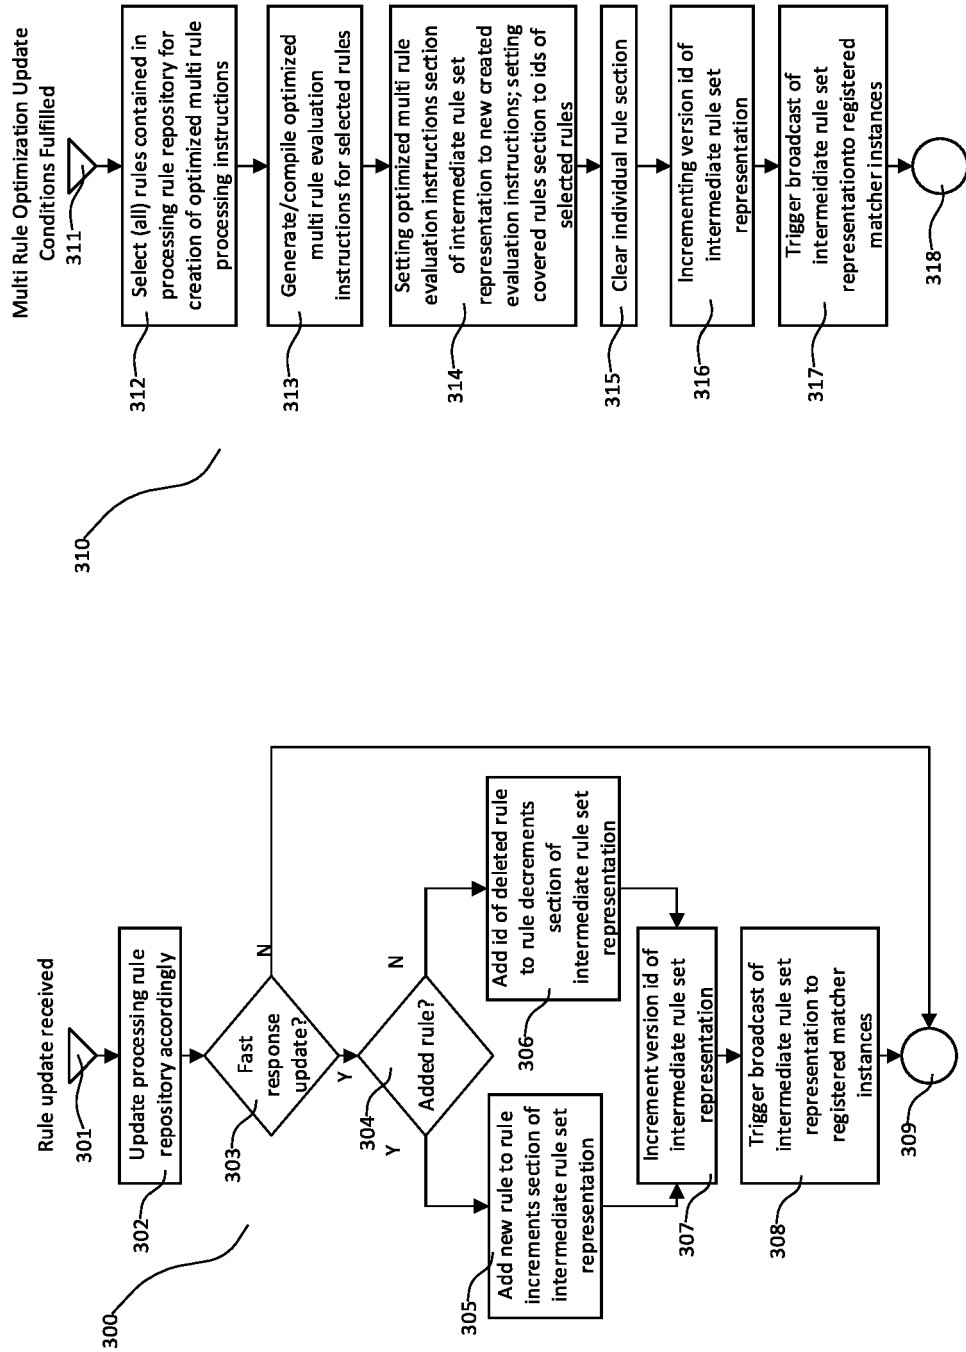 Rule update received
301
Update processing rule
repository accordingly
302
Fast
response
update?
303
N
Y
Added rule?
304
Y
N
Add new rule to rule
increments section of
intermediate rule set
representation
305
Add id of deleted rule
to rule decrements
section of
intermediate rule set
representation
306
Increment version id of
intermediate rule set
representation
307
Trigger broadcast of
intermediate rule set
representation to
registered matcher
instances
308
309
300
Multi Rule Optimization Update
Conditions Fulfilled
311
Select (all) rules contained in
processing rule repository for
creation of optimized multi rule
processing instructions
312
Generate/compile optimized
multi rule evaluation
instructions for selected rules
313
Setting optimized multi rule
evaluation instructions section
of intermediate rule set
representation to new created
evaluation instructions; setting
covered rules section to ids of
selected rules
314
Clear individual rule section
315
Incrementing version id of
intermediate rule set
representation
316
Trigger broadcast of
intermeidiate rule set
representationto registered
matcher instances
317
318
310